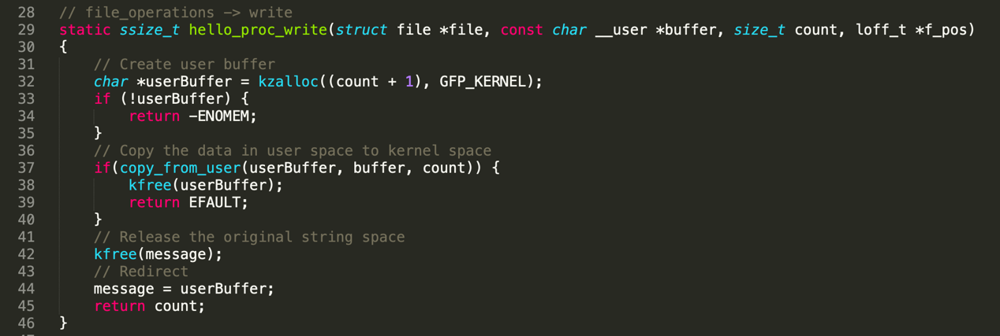 28 // file_operations -> write
29 static ssize_t hello_proc_write(struct file *file, const char __user *buffer, size_t count, loff_t *f_pos)
30 {
31     // Create user buffer
32     char *userBuffer = kzalloc((count + 1), GFP_KERNEL);
33     if (!userBuffer) {
34         return -ENOMEM;
35     }
36     // Copy the data in user space to kernel space
37     if(copy_from_user(userBuffer, buffer, count)) {
38         kfree(userBuffer);
39         return EFAULT;
40     }
41     // Release the original string space
42     kfree(message);
43     // Redirect
44     message = userBuffer;
45     return count;
46 }